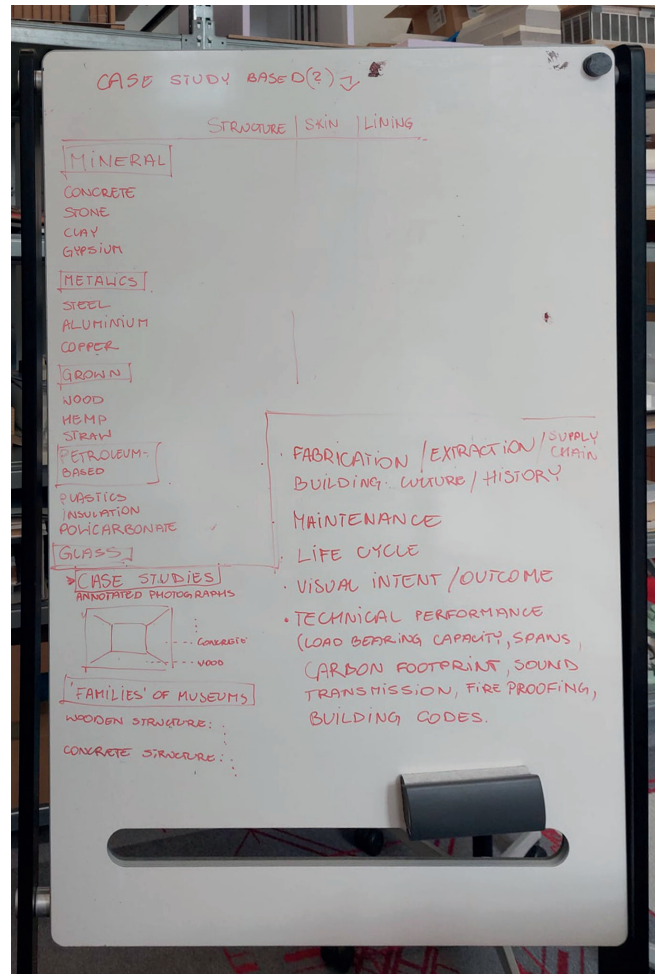 CASE STUDY BASED(?)
STRUCTURE | SKIN | LINING
MINERAL
CONCRETE
STONE
CLAY
GYPSIUM
METALICS
STEEL
ALUMINIUM
COPPER
GROWN
WOOD
HEMP
STRAW
PETROLEUM-
BASED
PLASTICS
INSULATION
POLICARBONATE
GLASS
CASE STUDIES
ANNOTATED PHOTOGRAPHS
CONCRETE
WOOD
'FAMILIES' OF MUSEUMS
WOODEN STRUCTURE:
CONCRETE STRUCTURE:
· FABRICATION / EXTRACTION / SUPPLY CHAIN
BUILDING CULTURE / HISTORY
· MAINTENANCE
· LIFE CYCLE
· VISUAL INTENT / OUTCOME
· TECHNICAL PERFORMANCE
(LOAD BEARING CAPACITY, SPANS,
CARBON FOOTPRINT, SOUND
TRANSMISSION, FIRE PROOFING,
BUILDING CODES.